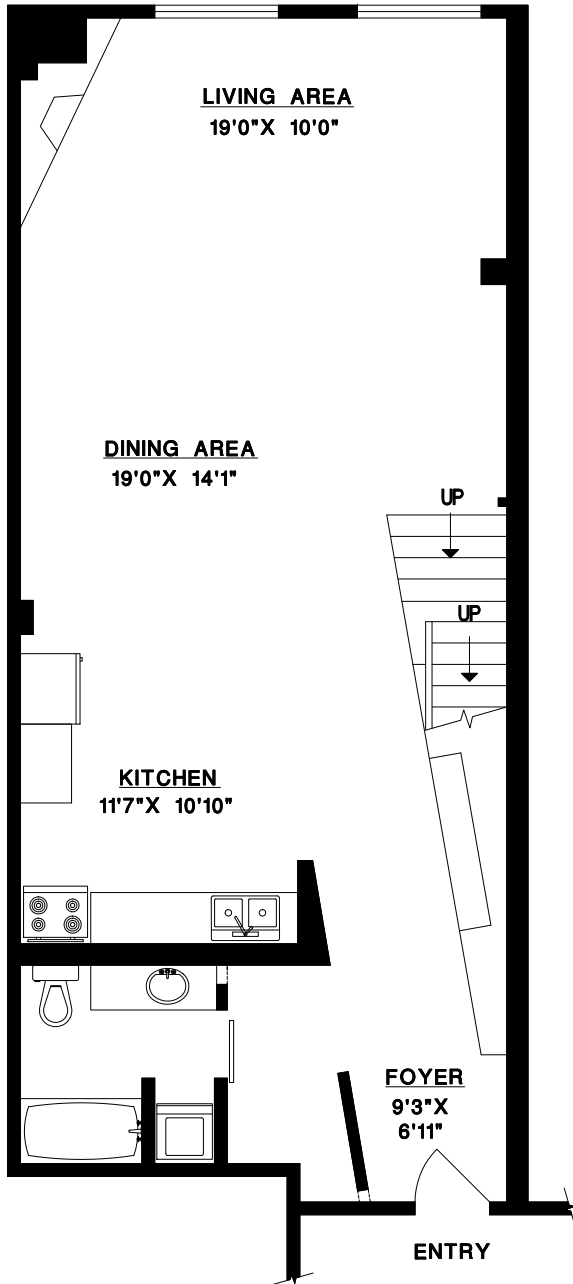 LIVING AREA
19'0"X 10'0"
DINING AREA
19'0"X 14'1"
UP
UP
KITCHEN
11'7"X 10'10"
FOYER
9'3"X
6'11"
ENTRY